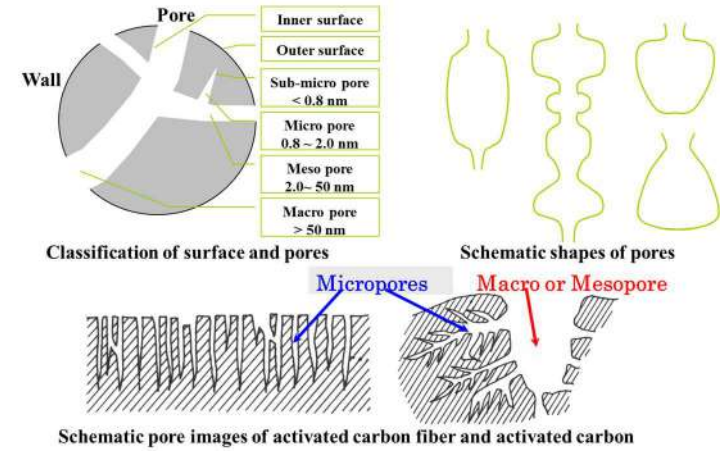 Pore
Wall
Inner surface
Outer surface
Sub-micro pore
< 0.8 nm
Micro pore
0.8 ~ 2.0 nm
Meso pore
2.0~ 50 nm
Macro pore
> 50 nm
Classification of surface and pores
Schematic shapes of pores
Micropores
Macro or Mesopore
Schematic pore images of activated carbon fiber and activated carbon